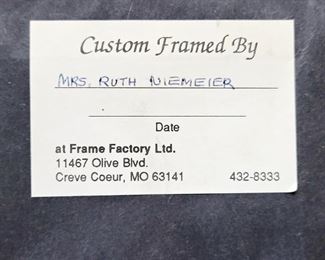 Custom Framed By
MRS. RUTH NIEMEIER
Date
at Frame Factory Ltd.
11467 Olive Blvd.
Creve Coeur, MO 63141 432-8333